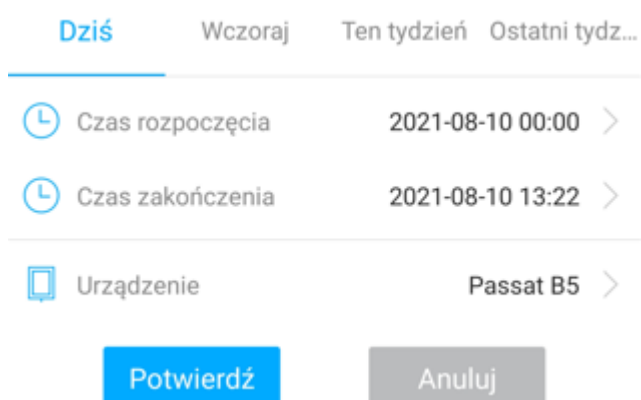 Dziś Wczoraj Ten tydzień Ostatni tydz...
Czas rozpoczęcia 2021-08-10 00:00
Czas zakończenia 2021-08-10 13:22
Urządzenie Passat B5
Potwierdź Anuluj